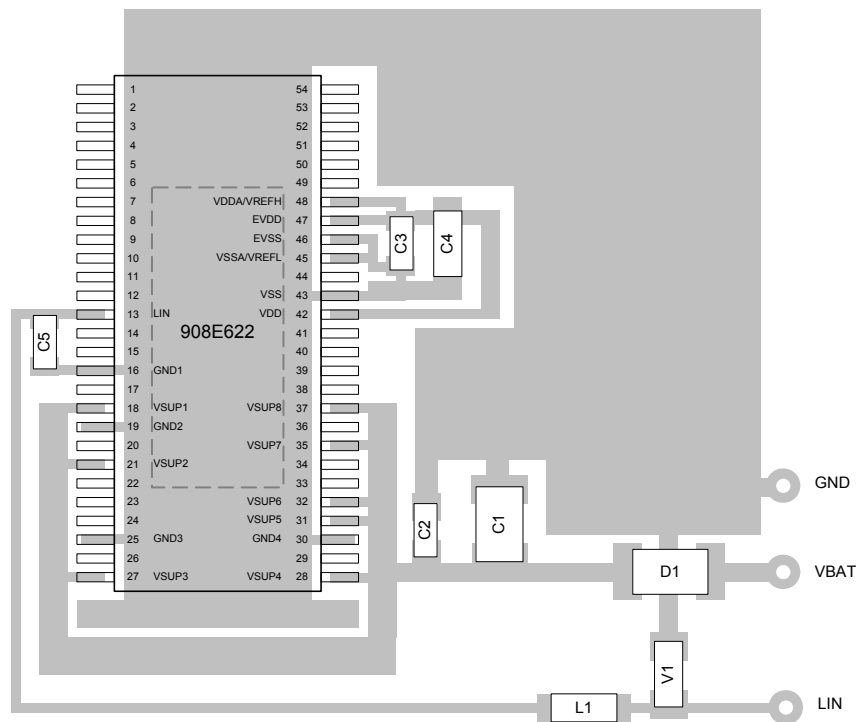 1 54
2 53
3 52
4 51
5 50
6 49
7 VDDA/VREFH 48
8 EVDD 47
9 EVSS 46
10 VSSA/VREFL 45
11 44
12 VSS 43
13 LIN VDD 42
14 41
15 40
16 GND1 39
17 38
18 VSUP1 VSUP8 37
19 GND2 36
20 VSUP7 35
21 VSUP2 34
22 33
23 VSUP6 32
24 VSUP5 31
25 GND3 GND4 30
26 29
27 VSUP3 VSUP4 28
908E622
C3
C4
C5
C2
C1
D1
V1
L1
GND
VBAT
LIN